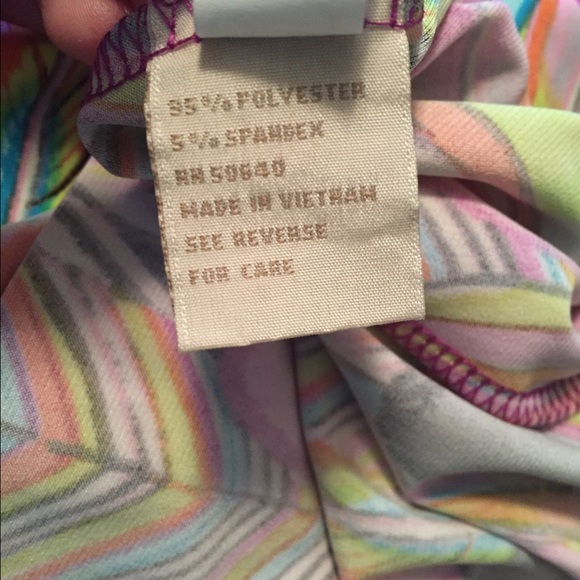 95% POLYESTER
5% SPANDEX
RN 50640
MADE IN VIETNAM
SEE REVERSE
FOR CARE